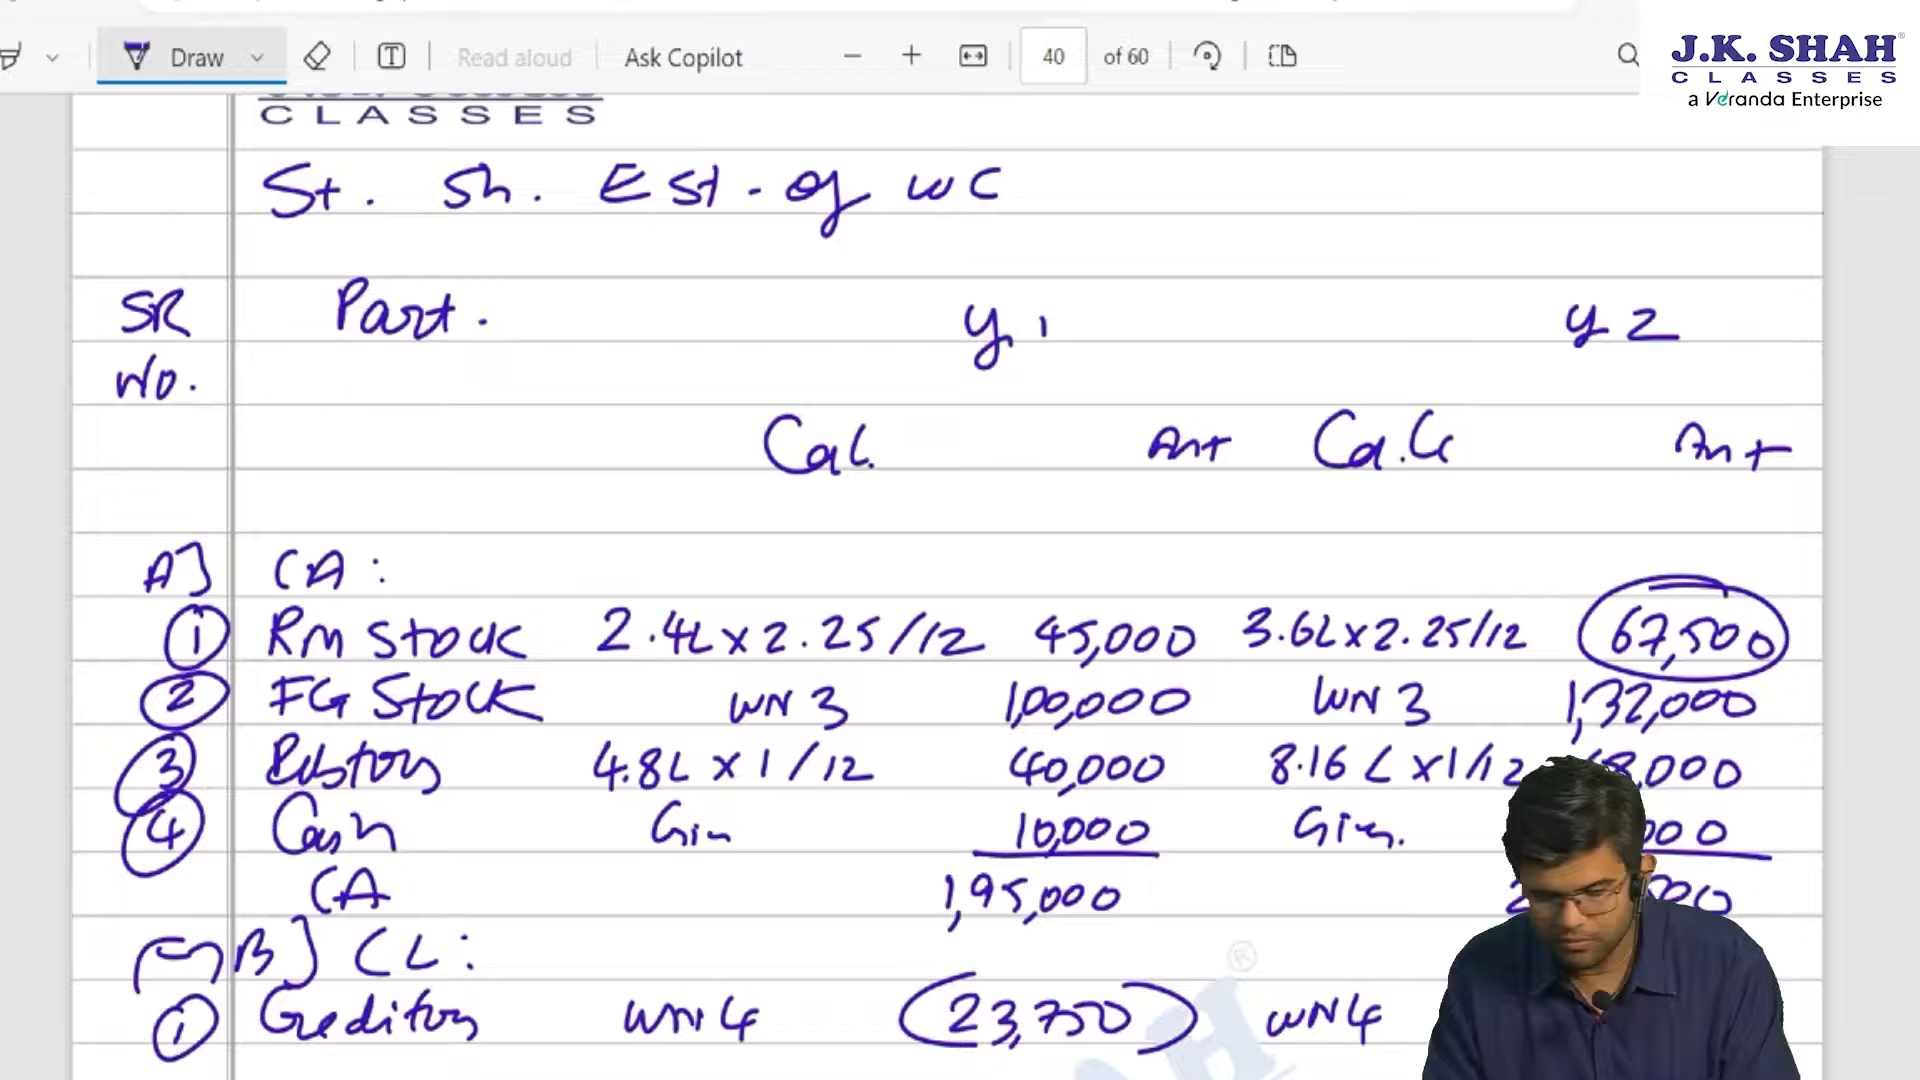 Draw
Read aloud
Ask Copilot
40 of 60
J.K. SHAH®
CLASSES
a Veranda Enterprise
CLASSES
St. Sh. Est. of WC
SR No.
Part.
y1
y2
Cal.
Amt
Calc
Amt
A] CA:
① RM Stock 2.4L x 2.25/12 45,000 3.6L x 2.25/12 67,500
② FG Stock WN 3 1,00,000 WN 3 1,32,000
③ Debtors 4.8L x 1/12 40,000 8.16L x 1/12 68,000
④ Cash 10,000 Given.
CA 1,95,000
(-) B] CL:
① Creditors WN 4 23,750 WN 4